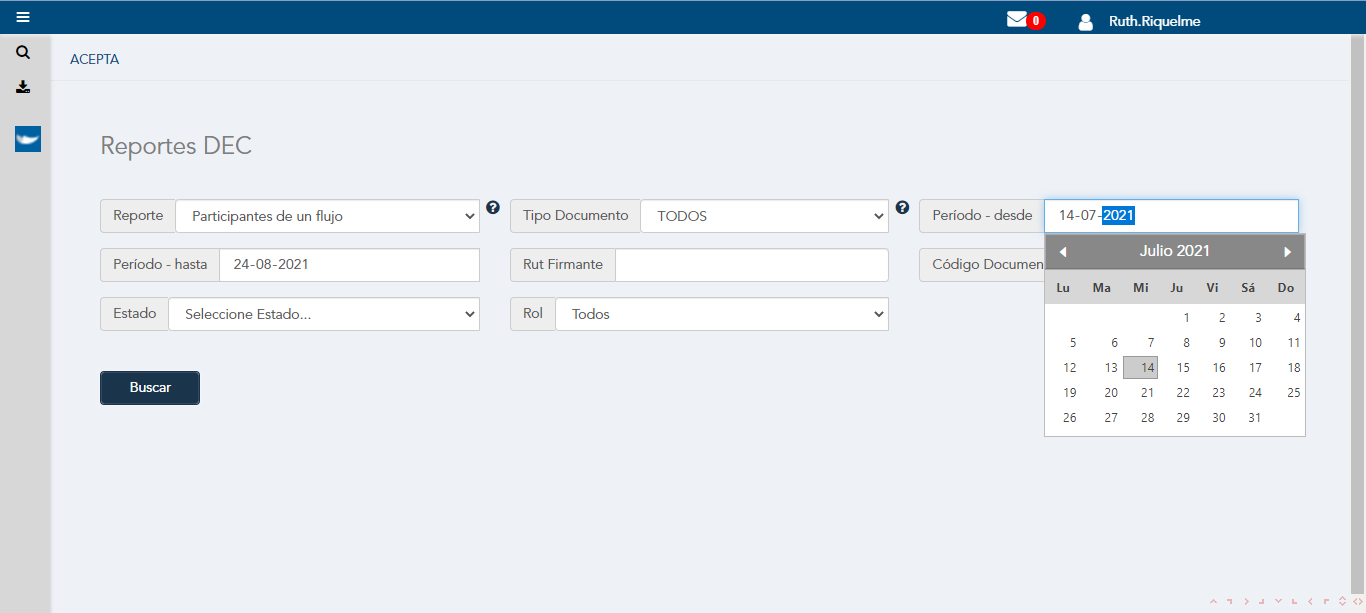 0 Ruth.Riquelme
ACEPTA
Reportes DEC
Reporte Participantes de un flujo Tipo Documento TODOS Período - desde 14-07-2021
Período - hasta 24-08-2021 Rut Firmante Código Documen
Estado Seleccione Estado... Rol Todos
Buscar
Julio 2021
Lu Ma Mi Ju Vi Sá Do
1 2 3 4
5 6 7 8 9 10 11
12 13 14 15 16 17 18
19 20 21 22 23 24 25
26 27 28 29 30 31